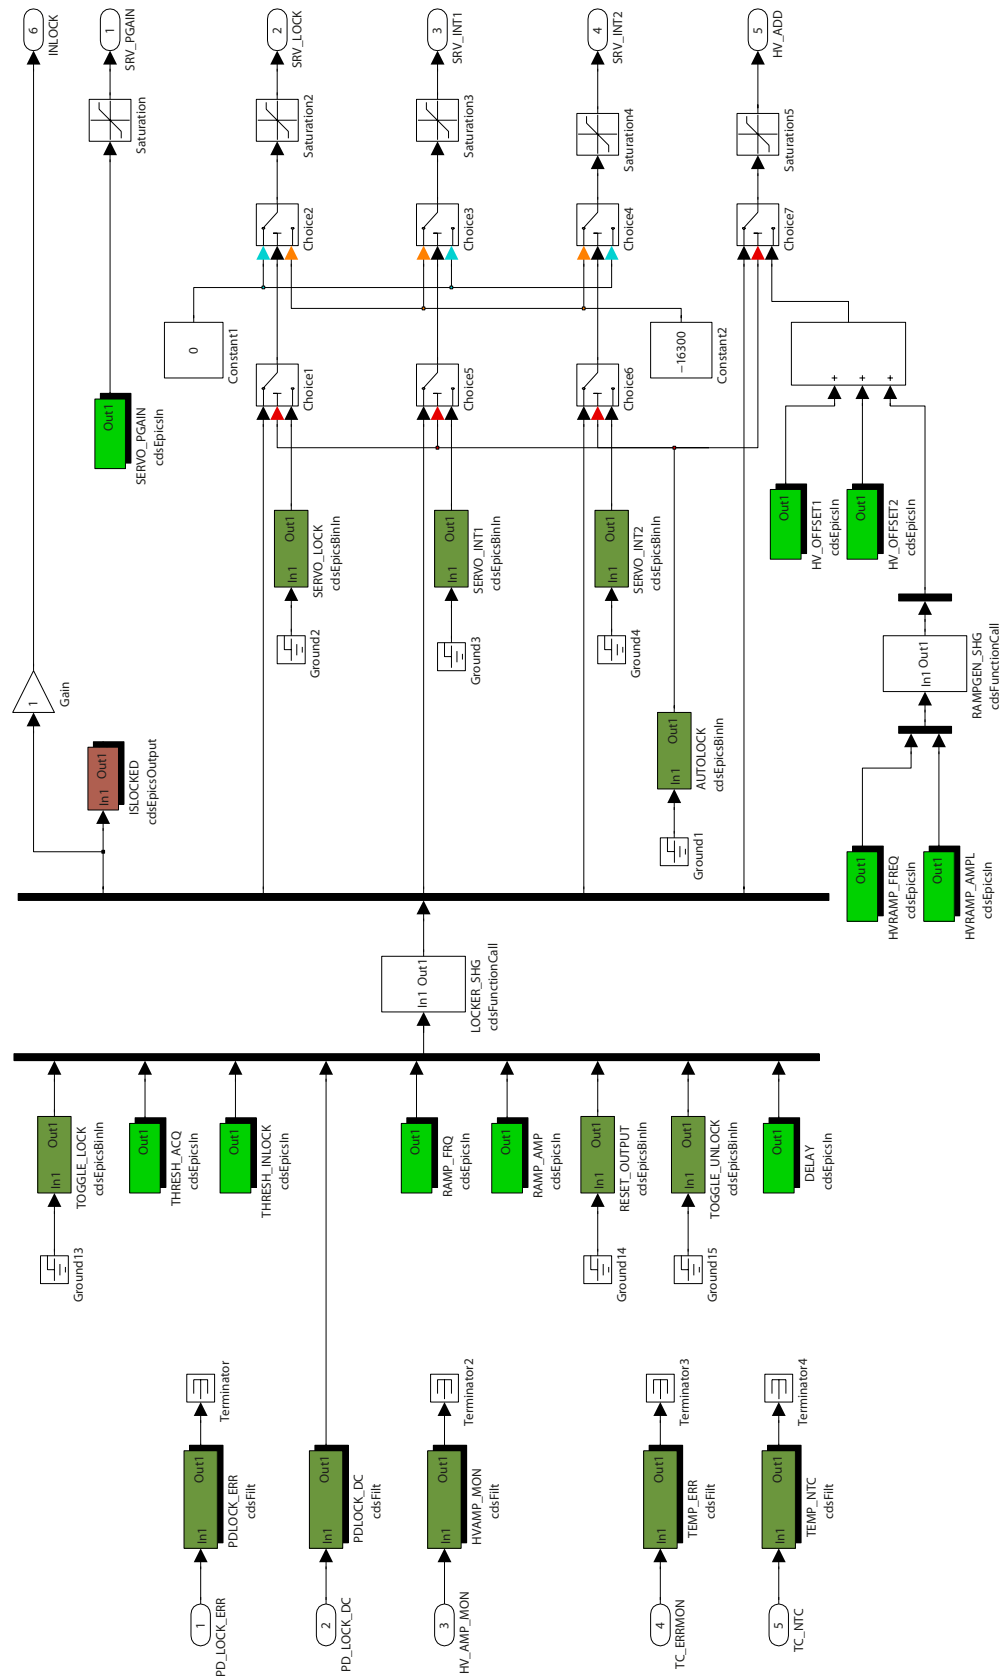 1
PD_LOCK_ERR
In1 Out1
PDLOCK_ERR
cdsFilt
Terminator
2
PD_LOCK_DC
In1 Out1
PDLOCK_DC
cdsFilt
3
HV_AMP_MON
In1 Out1
HVAMP_MON
cdsFilt
Terminator2
4
TC_ERRMON
In1 Out1
TEMP_ERR
cdsFilt
Terminator3
5
TC_NTC
In1 Out1
TEMP_NTC
cdsFilt
Terminator4
Ground13
In1 Out1
TOGGLE_LOCK
cdsEpicsBinIn
Out1
THRESH_ACQ
cdsEpicsIn
Out1
THRESH_INLOCK
cdsEpicsIn
Out1
RAMP_FRQ
cdsEpicsIn
Out1
RAMP_AMP
cdsEpicsIn
Ground14
In1 Out1
RESET_OUTPUT
cdsEpicsBinIn
Ground15
In1 Out1
TOGGLE_UNLOCK
cdsEpicsBinIn
Out1
DELAY
cdsEpicsIn
In1 Out1
LOCKER_SHG
cdsFunctionCall
In1 Out1
ISLOCKED
cdsEpicsOutput
1
Gain
6
INLOCK
Out1
SERVO_PGAIN
cdsEpicsIn
Saturation
1
SRV_PGAIN
Ground2
In1 Out1
SERVO_LOCK
cdsEpicsBinIn
Choice1
0
Constant1
Choice2
Saturation2
2
SRV_LOCK
Ground3
In1 Out1
SERVO_INT1
cdsEpicsBinIn
Choice5
Choice3
Saturation3
3
SRV_INT1
Ground4
In1 Out1
SERVO_INT2
cdsEpicsBinIn
Choice6
Choice4
Saturation4
4
SRV_INT2
Ground1
In1 Out1
AUTOLOCK
cdsEpicsBinIn
−16300
Constant2
Choice7
Saturation5
5
HV_ADD
Out1
HV_OFFSET1
cdsEpicsIn
Out1
HV_OFFSET2
cdsEpicsIn
+
+
+
Out1
HVRAMP_FREQ
cdsEpicsIn
Out1
HVRAMP_AMPL
cdsEpicsIn
In1 Out1
RAMPGEN_SHG
cdsFunctionCall